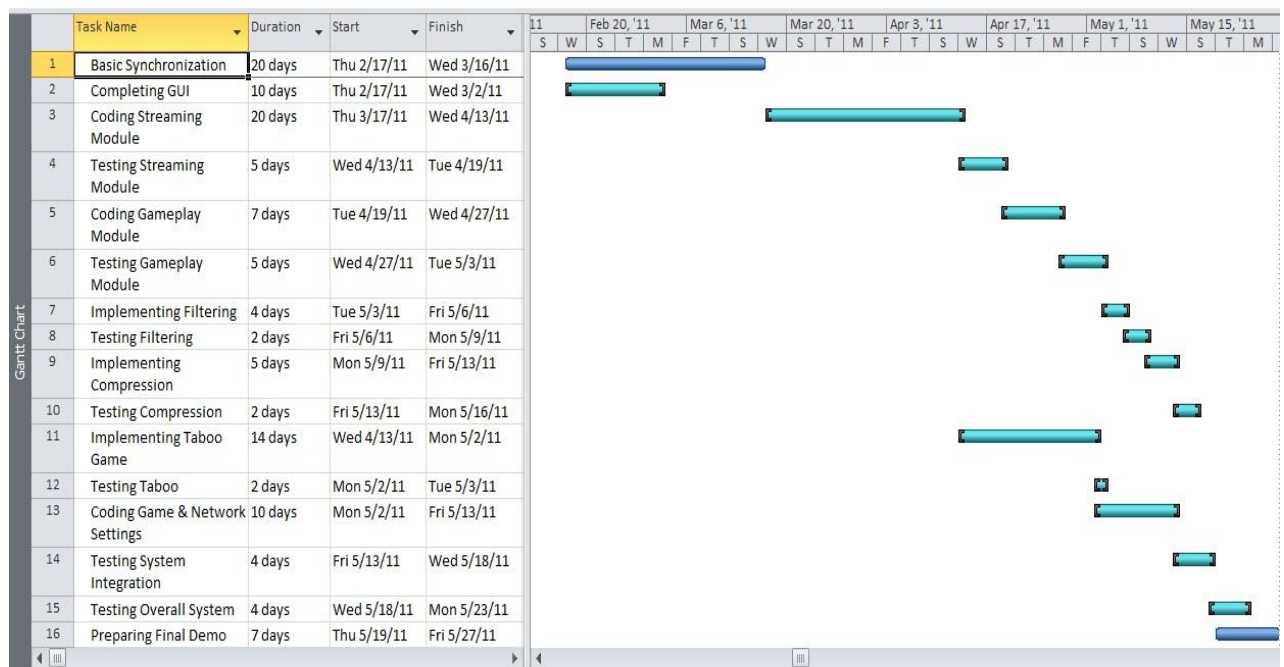 Task Name Duration Start Finish 11 Feb 20, '11 Mar 6, '11 Mar 20, '11 Apr 3, '11 Apr 17, '11 May 1, '11 May 15, '11
S W S T M F T S W S T M F T S W S T M F T S W S T M
1 Basic Synchronization 20 days Thu 2/17/11 Wed 3/16/11
2 Completing GUI 10 days Thu 2/17/11 Wed 3/2/11
3 Coding Streaming 20 days Thu 3/17/11 Wed 4/13/11
Module
4 Testing Streaming 5 days Wed 4/13/11 Tue 4/19/11
Module
5 Coding Gameplay 7 days Tue 4/19/11 Wed 4/27/11
Module
6 Testing Gameplay 5 days Wed 4/27/11 Tue 5/3/11
Module
7 Implementing Filtering 4 days Tue 5/3/11 Fri 5/6/11
8 Testing Filtering 2 days Fri 5/6/11 Mon 5/9/11
9 Implementing 5 days Mon 5/9/11 Fri 5/13/11
Compression
10 Testing Compression 2 days Fri 5/13/11 Mon 5/16/11
11 Implementing Taboo 14 days Wed 4/13/11 Mon 5/2/11
Game
12 Testing Taboo 2 days Mon 5/2/11 Tue 5/3/11
13 Coding Game & Network 10 days Mon 5/2/11 Fri 5/13/11
Settings
14 Testing System 4 days Fri 5/13/11 Wed 5/18/11
Integration
15 Testing Overall System 4 days Wed 5/18/11 Mon 5/23/11
16 Preparing Final Demo 7 days Thu 5/19/11 Fri 5/27/11
Gantt Chart